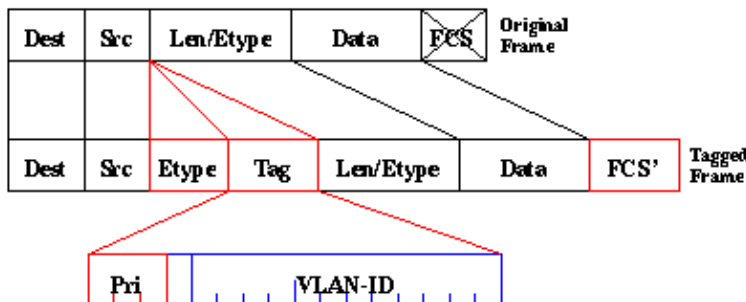 Dest Src Len/Etype Data FCS Original Frame
Dest Src Etype Tag Len/Etype Data FCS' Tagged Frame
Pri VLAN-ID